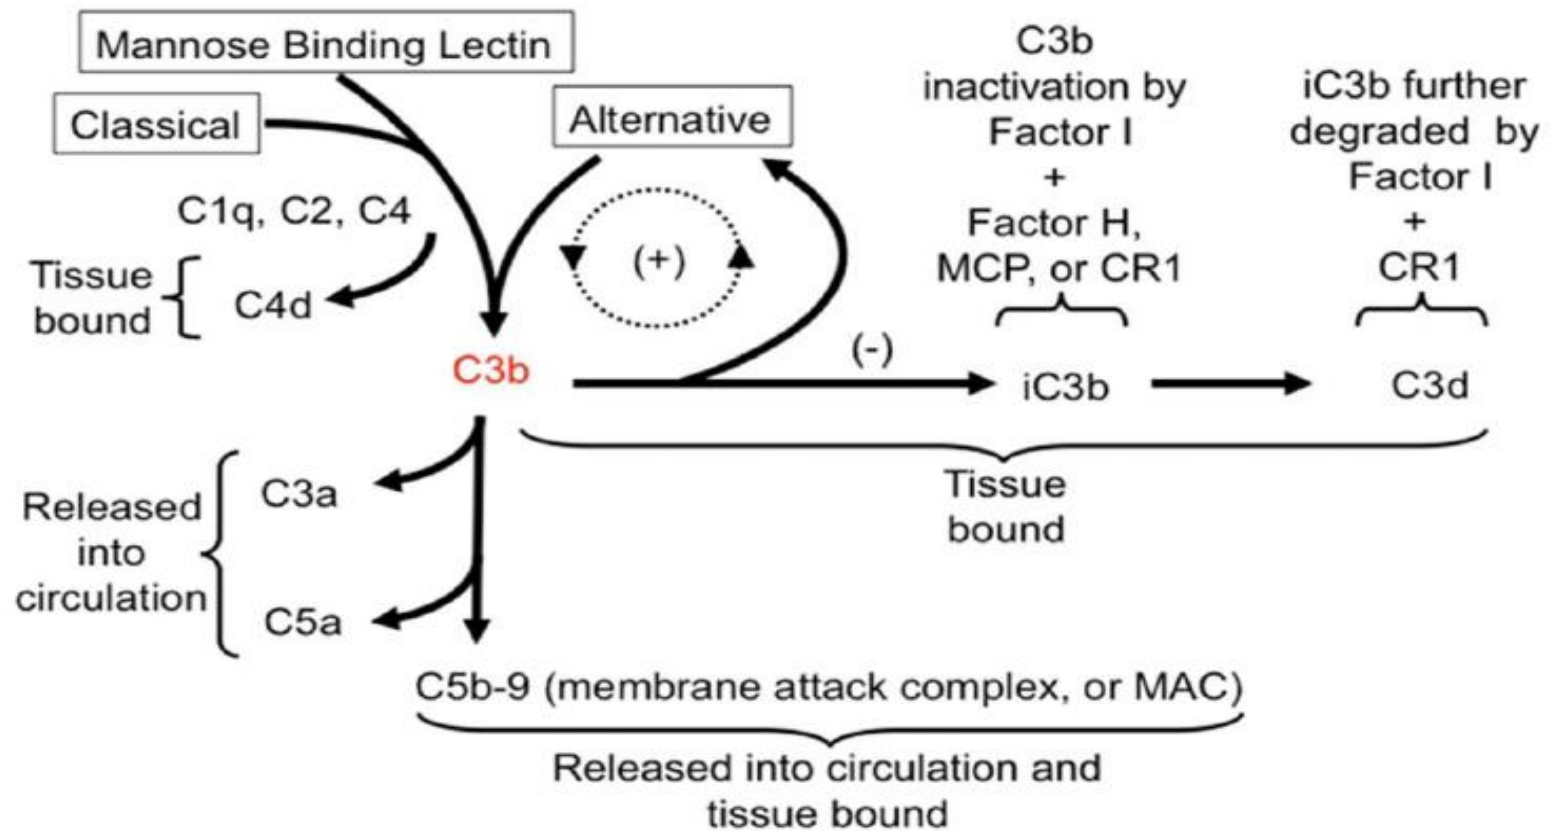 Mannose Binding Lectin
Classical
Alternative
C1q, C2, C4
Tissue
bound
C4d
(+)
C3b
inactivation by
Factor I
+
Factor H,
MCP, or CR1
iC3b further
degraded by
Factor I
+
CR1
C3b
(-)
iC3b
C3d
Tissue
bound
Released
into
circulation
C3a
C5a
C5b-9 (membrane attack complex, or MAC)
Released into circulation and
tissue bound